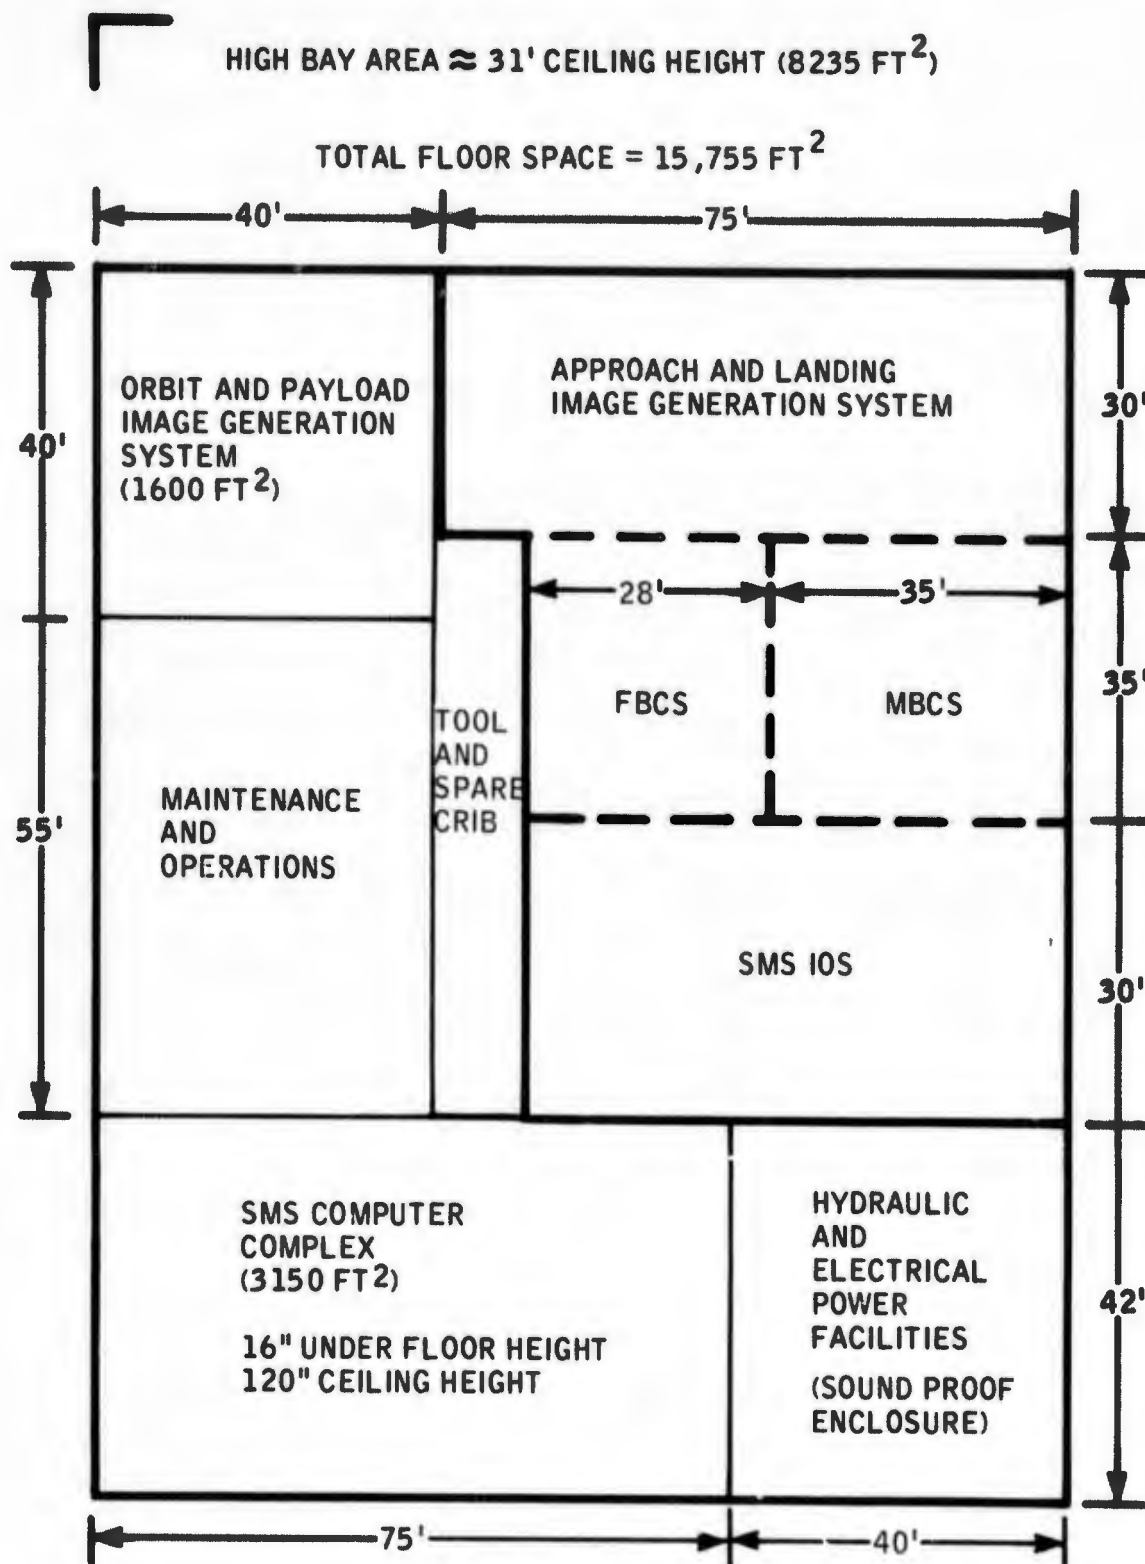 HIGH BAY AREA ≈ 31' CEILING HEIGHT (8235 FT²)
TOTAL FLOOR SPACE = 15,755 FT²
40'
75'
ORBIT AND PAYLOAD
IMAGE GENERATION
SYSTEM
(1600 FT²)
APPROACH AND LANDING
IMAGE GENERATION SYSTEM
40'
30'
28'
35'
FBCS
MBCS
35'
TOOL
AND
SPARE
CRIB
MAINTENANCE
AND
OPERATIONS
55'
SMS IOS
30'
SMS COMPUTER
COMPLEX
(3150 FT²)
16" UNDER FLOOR HEIGHT
120" CEILING HEIGHT
HYDRAULIC
AND
ELECTRICAL
POWER
FACILITIES
(SOUND PROOF
ENCLOSURE)
42'
75'
40'